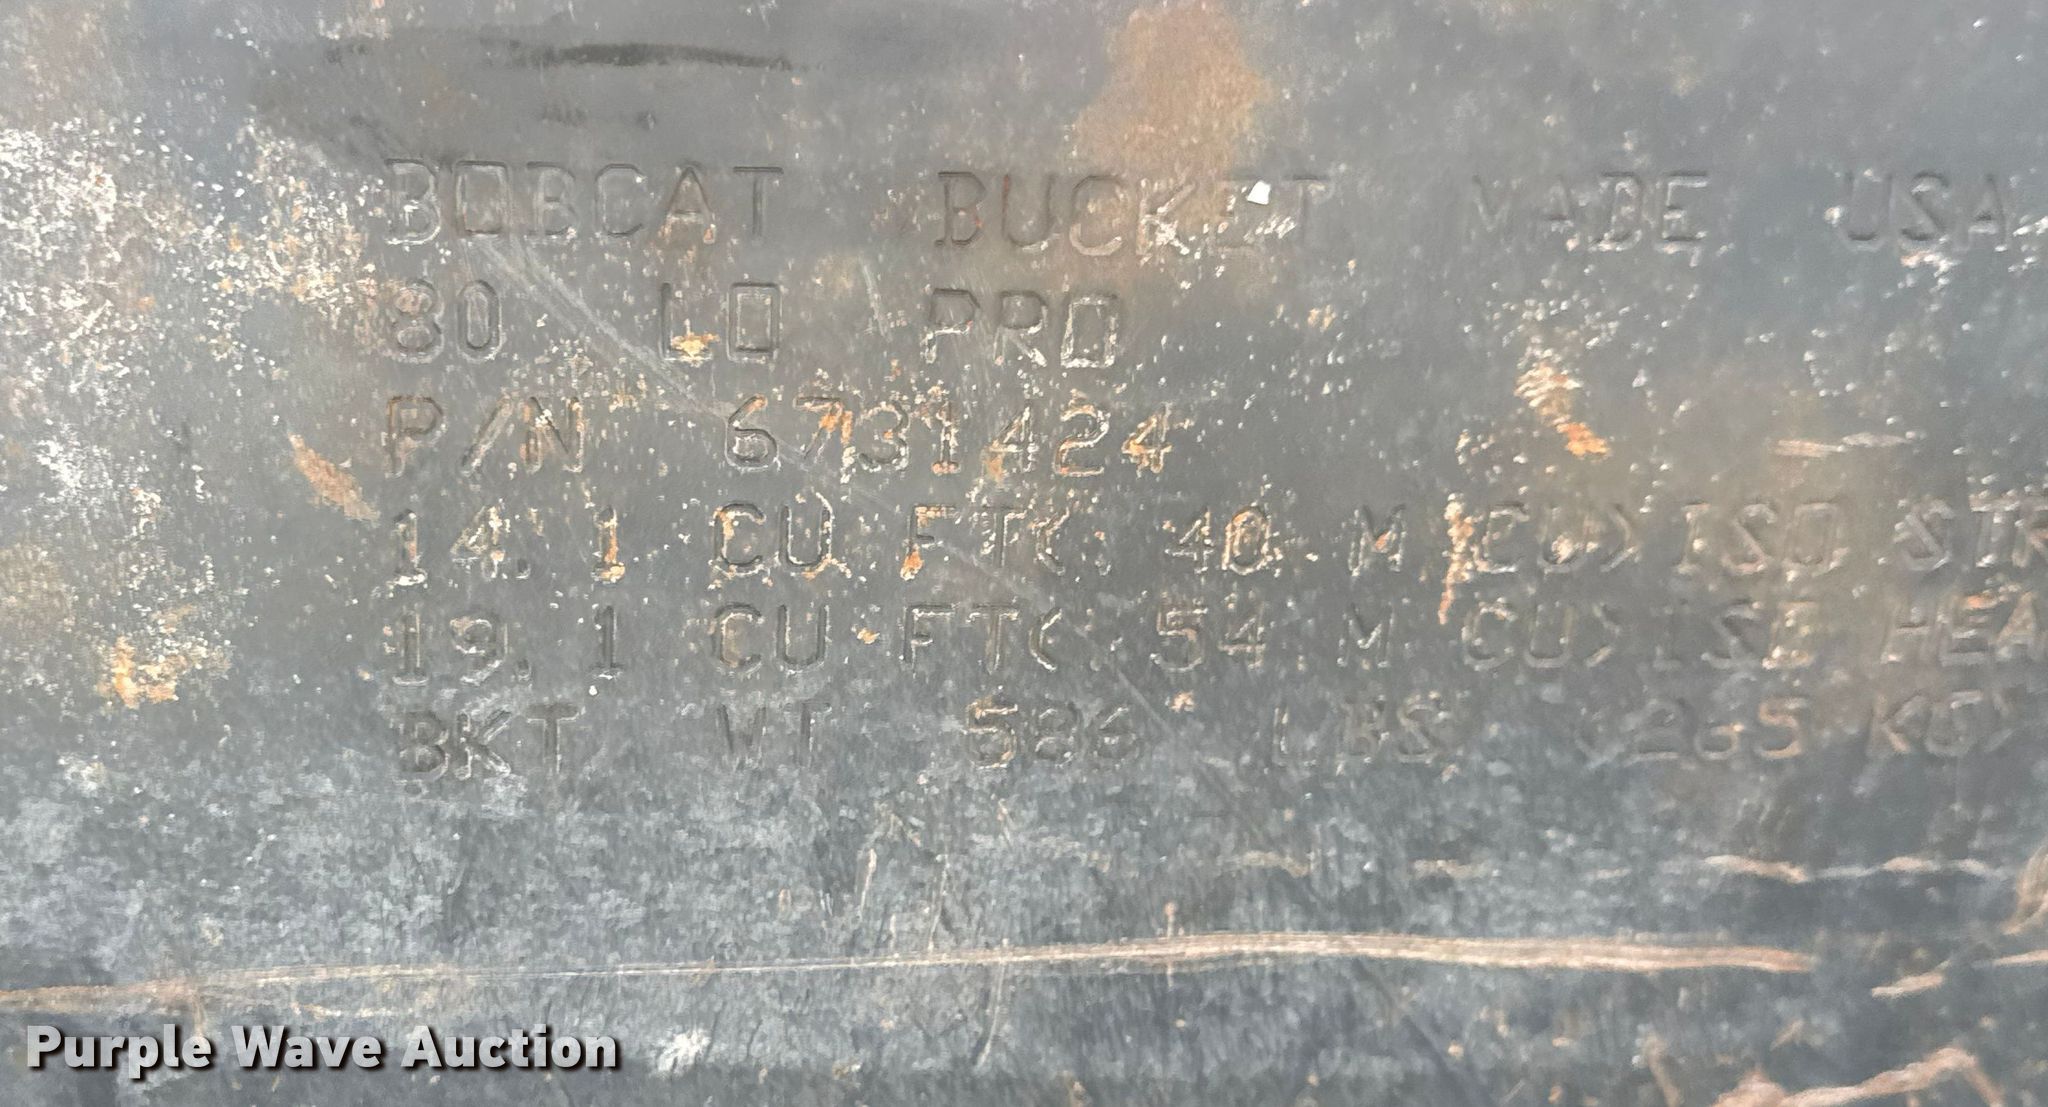 BOBCAT BUCKET MADE USA
80 LO PRO
P/N 6731424
14.1 CU FT(.40 M CU)ISO STR
19.1 CU FT(.54 M CU)ISO HEA
BKT WT 586 LBS (265 KG)
Purple Wave Auction